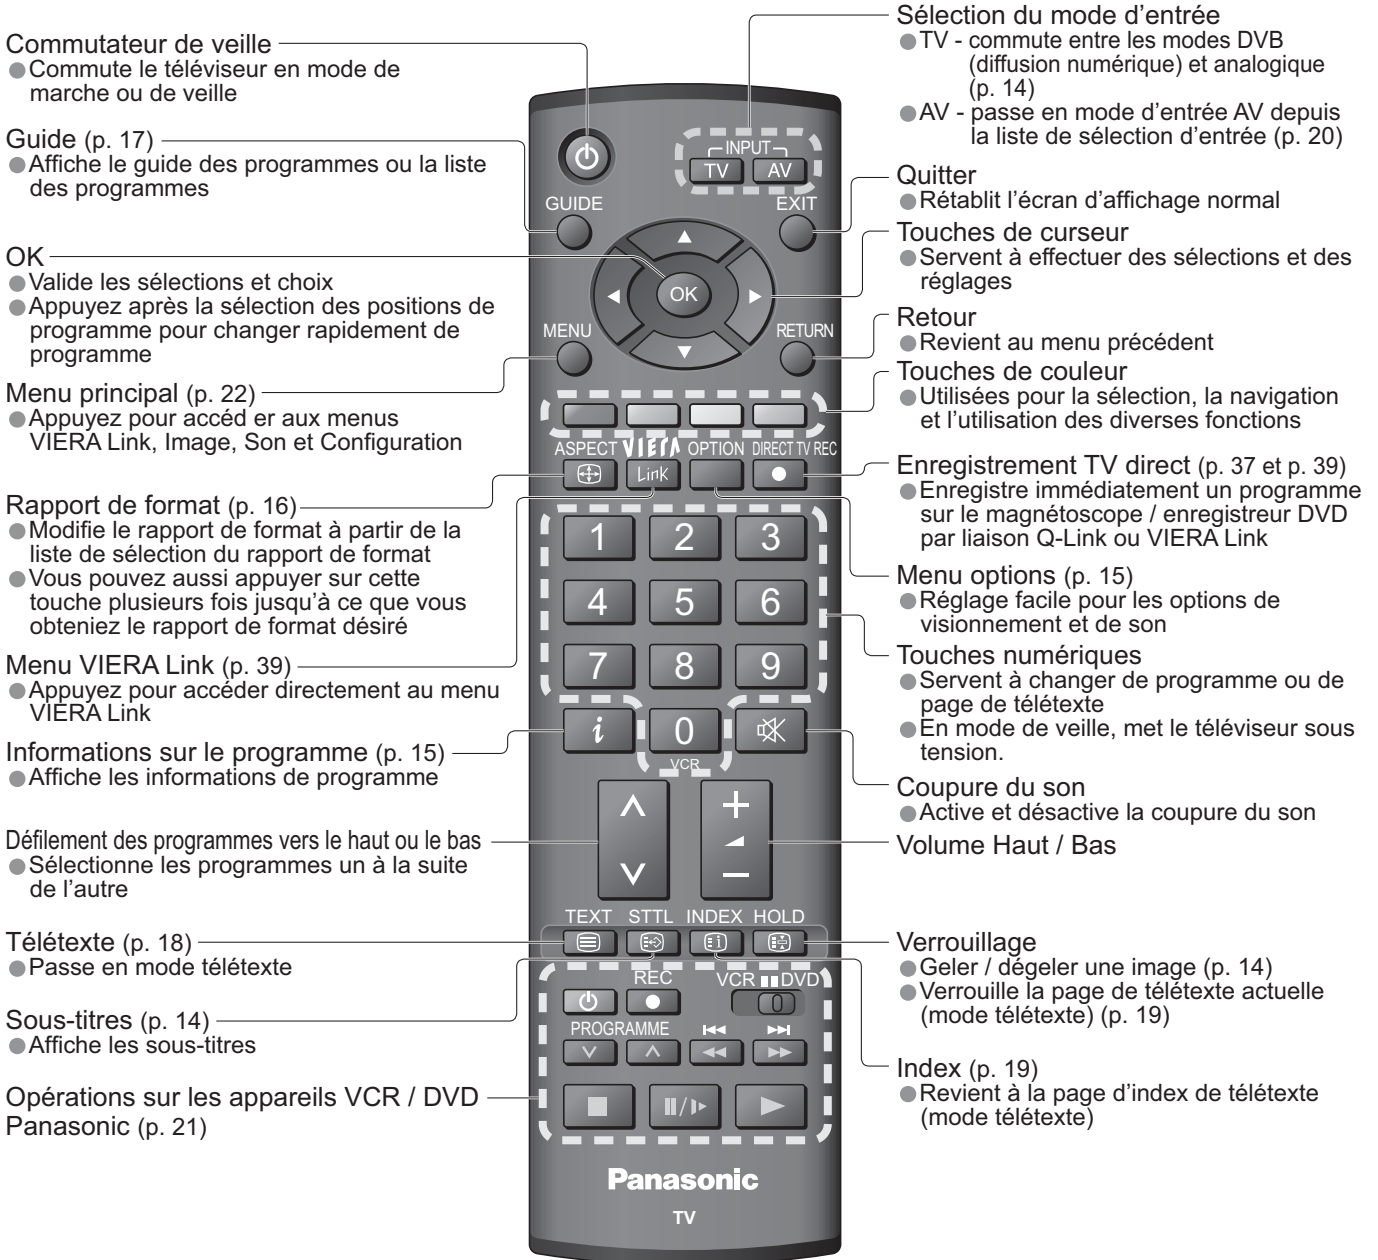 Commutateur de veille
●Commute le téléviseur en mode de
marche ou de veille
Guide (p. 17)
●Affiche le guide des programmes ou la liste
des programmes
OK
●Valide les sélections et choix
●Appuyez après la sélection des positions de
programme pour changer rapidement de
programme
Menu principal (p. 22)
●Appuyez pour accéd er aux menus
VIERA Link, Image, Son et Configuration
Rapport de format (p. 16)
●Modifie le rapport de format à partir de la
liste de sélection du rapport de format
●Vous pouvez aussi appuyer sur cette
touche plusieurs fois jusqu’à ce que vous
obteniez le rapport de format désiré
Menu VIERA Link (p. 39)
●Appuyez pour accéder directement au menu
VIERA Link
Informations sur le programme (p. 15)
●Affiche les informations de programme
Défilement des programmes vers le haut ou le bas
●Sélectionne les programmes un à la suite
de l’autre
Télétexte (p. 18)
●Passe en mode télétexte
Sous-titres (p. 14)
●Affiche les sous-titres
Opérations sur les appareils VCR / DVD
Panasonic (p. 21)
INPUT
TV AV
GUIDE EXIT
OK
MENU RETURN
ASPECT VIERA OPTION DIRECT TV REC
Link
1 2 3
4 5 6
7 8 9
i 0
VCR
TEXT STTL INDEX HOLD
REC VCR DVD
PROGRAMME
Panasonic
TV
Sélection du mode d’entrée
●TV - commute entre les modes DVB
(diffusion numérique) et analogique
(p. 14)
●AV - passe en mode d’entrée AV depuis
la liste de sélection d’entrée (p. 20)
Quitter
●Rétablit l’écran d’affichage normal
Touches de curseur
●Servent à effectuer des sélections et des
réglages
Retour
●Revient au menu précédent
Touches de couleur
●Utilisées pour la sélection, la navigation
et l’utilisation des diverses fonctions
Enregistrement TV direct (p. 37 et p. 39)
●Enregistre immédiatement un programme
sur le magnétoscope / enregistreur DVD
par liaison Q-Link ou VIERA Link
Menu options (p. 15)
●Réglage facile pour les options de
visionnement et de son
Touches numériques
●Servent à changer de programme ou de
page de télétexte
●En mode de veille, met le téléviseur sous
tension.
Coupure du son
●Active et désactive la coupure du son
Volume Haut / Bas
Verrouillage
●Geler / dégeler une image (p. 14)
●Verrouille la page de télétexte actuelle
(mode télétexte) (p. 19)
Index (p. 19)
●Revient à la page d’index de télétexte
(mode télétexte)